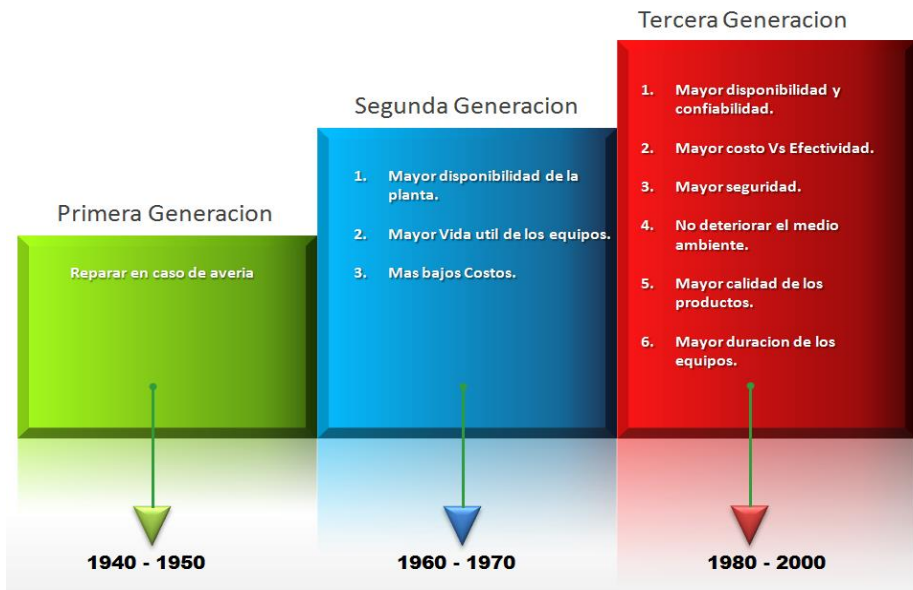 Primera Generacion
Reparar en caso de averia
1940 - 1950
Segunda Generacion
1. Mayor disponibilidad de la
planta.
2. Mayor Vida util de los equipos.
3. Mas bajos Costos.
1960 - 1970
Tercera Generacion
1. Mayor disponibilidad y
confiabilidad.
2. Mayor costo Vs Efectividad.
3. Mayor seguridad.
4. No deteriorar el medio
ambiente.
5. Mayor calidad de los
productos.
6. Mayor duracion de los
equipos.
1980 - 2000